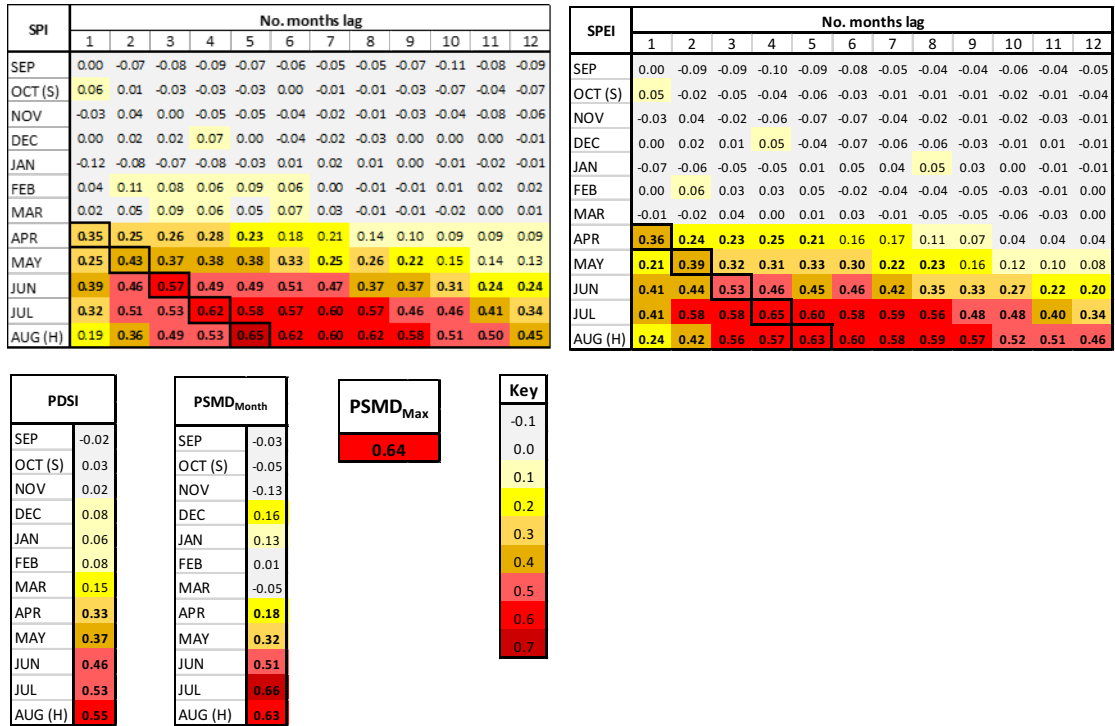 SPI No. months lag
1 2 3 4 5 6 7 8 9 10 11 12
SEP 0.00 -0.07 -0.08 -0.09 -0.07 -0.06 -0.05 -0.05 -0.07 -0.11 -0.08 -0.09
OCT (S) 0.06 0.01 -0.03 -0.03 -0.03 0.00 -0.01 -0.01 -0.03 -0.07 -0.04 -0.07
NOV -0.03 0.04 0.00 -0.05 -0.05 -0.04 -0.02 -0.01 -0.03 -0.04 -0.08 -0.06
DEC 0.00 0.02 0.02 0.07 0.00 -0.04 -0.02 -0.03 0.00 0.00 0.00 -0.01
JAN -0.12 -0.08 -0.07 -0.08 -0.03 0.01 0.02 0.01 0.00 -0.01 -0.02 -0.01
FEB 0.04 0.11 0.08 0.06 0.09 0.06 0.00 -0.01 -0.01 0.01 0.02 0.02
MAR 0.02 0.05 0.09 0.06 0.05 0.07 0.03 -0.01 -0.01 -0.02 0.00 0.01
APR 0.35 0.25 0.26 0.28 0.23 0.18 0.21 0.14 0.10 0.09 0.09 0.09
MAY 0.25 0.43 0.37 0.38 0.38 0.33 0.25 0.26 0.22 0.15 0.14 0.13
JUN 0.39 0.46 0.57 0.49 0.49 0.51 0.47 0.37 0.37 0.31 0.24 0.24
JUL 0.32 0.51 0.53 0.62 0.58 0.57 0.60 0.57 0.46 0.46 0.41 0.34
AUG (H) 0.19 0.36 0.49 0.53 0.65 0.62 0.60 0.62 0.58 0.51 0.50 0.45
SPEI No. months lag
1 2 3 4 5 6 7 8 9 10 11 12
SEP 0.00 -0.09 -0.09 -0.10 -0.09 -0.08 -0.05 -0.04 -0.04 -0.06 -0.04 -0.05
OCT (S) 0.05 -0.02 -0.05 -0.04 -0.06 -0.03 -0.01 -0.01 -0.01 -0.02 -0.01 -0.04
NOV -0.03 0.04 -0.02 -0.06 -0.07 -0.07 -0.04 -0.02 -0.01 -0.02 -0.03 -0.01
DEC 0.00 0.02 0.01 0.05 -0.04 -0.07 -0.06 -0.06 -0.03 -0.01 0.01 -0.01
JAN -0.07 -0.06 -0.05 -0.05 0.01 0.05 0.04 0.05 0.03 0.00 -0.01 -0.01
FEB 0.00 0.06 0.03 0.03 0.05 -0.02 -0.04 -0.04 -0.05 -0.03 -0.01 0.00
MAR -0.01 -0.02 0.04 0.00 0.01 0.03 -0.01 -0.05 -0.05 -0.06 -0.03 0.00
APR 0.36 0.24 0.23 0.25 0.21 0.16 0.17 0.11 0.07 0.04 0.04 0.04
MAY 0.21 0.39 0.32 0.31 0.33 0.30 0.22 0.23 0.16 0.12 0.10 0.08
JUN 0.41 0.44 0.53 0.46 0.45 0.46 0.42 0.35 0.33 0.27 0.22 0.20
JUL 0.41 0.58 0.58 0.65 0.60 0.58 0.59 0.56 0.48 0.48 0.40 0.34
AUG (H) 0.24 0.42 0.56 0.57 0.63 0.60 0.58 0.59 0.57 0.52 0.51 0.46
PDSI
SEP -0.02
OCT (S) 0.03
NOV 0.02
DEC 0.08
JAN 0.06
FEB 0.08
MAR 0.15
APR 0.33
MAY 0.37
JUN 0.46
JUL 0.53
AUG (H) 0.55
PSMDMonth
SEP -0.03
OCT (S) -0.05
NOV -0.13
DEC 0.16
JAN 0.13
FEB 0.01
MAR -0.05
APR 0.18
MAY 0.32
JUN 0.51
JUL 0.66
AUG (H) 0.63
PSMDMax
0.64
Key
-0.1
0.0
0.1
0.2
0.3
0.4
0.5
0.6
0.7